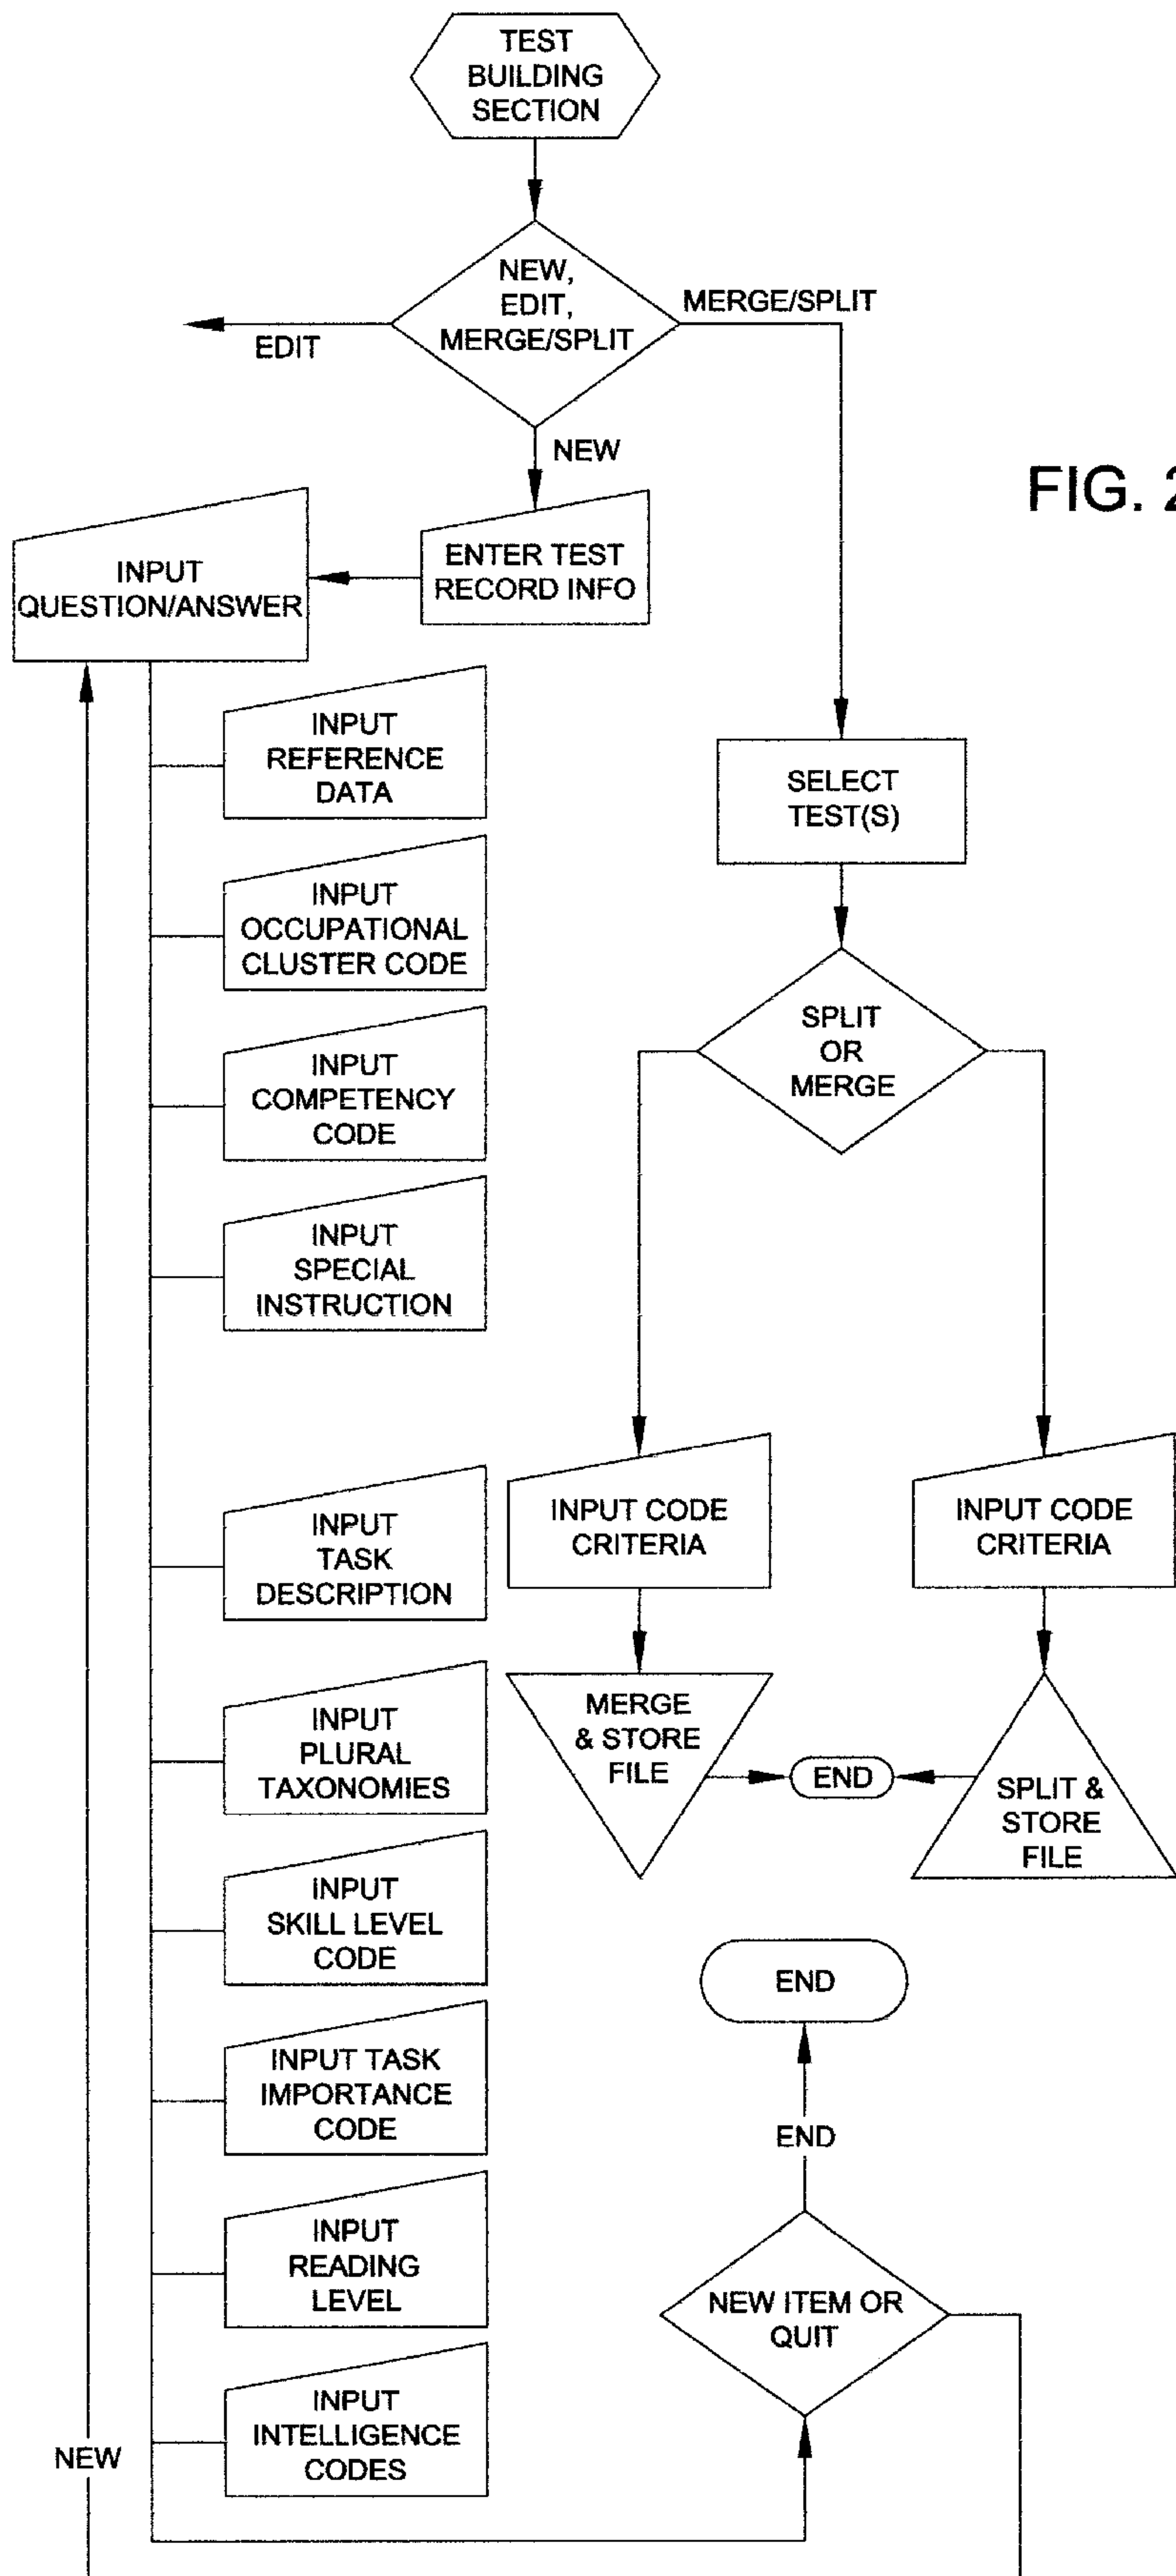 TEST
BUILDING
SECTION
NEW,
EDIT,
MERGE/SPLIT
MERGE/SPLIT
EDIT
NEW
FIG. 2
ENTER TEST
RECORD INFO
INPUT
QUESTION/ANSWER
INPUT
REFERENCE
DATA
SELECT
TEST(S)
INPUT
OCCUPATIONAL
CLUSTER CODE
SPLIT
OR
MERGE
INPUT
COMPETENCY
CODE
INPUT
SPECIAL
INSTRUCTION
INPUT CODE
CRITERIA
INPUT CODE
CRITERIA
INPUT
TASK
DESCRIPTION
MERGE
& STORE
FILE
END
SPLIT &
STORE
FILE
INPUT
PLURAL
TAXONOMIES
INPUT
SKILL LEVEL
CODE
END
INPUT TASK
IMPORTANCE
CODE
END
INPUT
READING
LEVEL
NEW ITEM OR
QUIT
INPUT
INTELLIGENCE
CODES
NEW